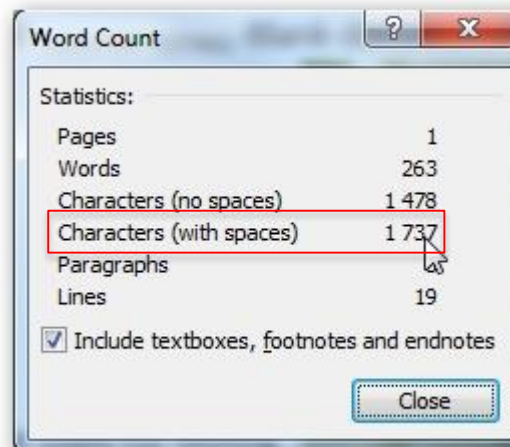 Word Count
Statistics:
Pages 1
Words 263
Characters (no spaces) 1 478
Characters (with spaces) 1 737
Paragraphs
Lines 19
Include textboxes, footnotes and endnotes
Close